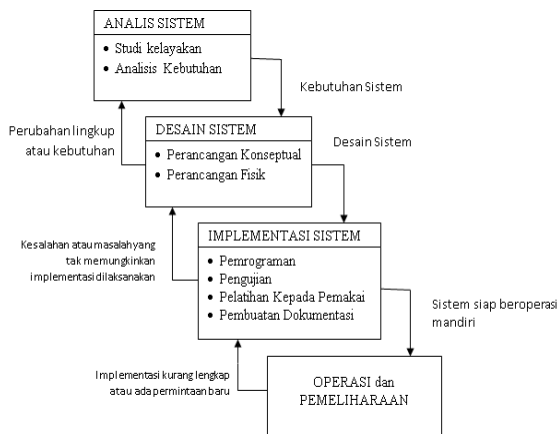 ANALIS SISTEM
• Studi kelayakan
• Analisis Kebutuhan
Kebutuhan Sistem
Perubahan lingkup
atau kebutuhan
DESAIN SISTEM
• Perancangan Konseptual
• Perancangan Fisik
Desain Sistem
Kesalahan atau masalah yang
tak memungkinkan
implementasi dilaksanakan
IMPLEMENTASI SISTEM
• Pemrograman
• Pengujian
• Pelatihan Kepada Pemakai
• Pembuatan Dokumentasi
Sistem siap beroperasi
mandiri
Implementasi kurang lengkap
atau ada permintaan baru
OPERASI dan
PEMELIHARAAN